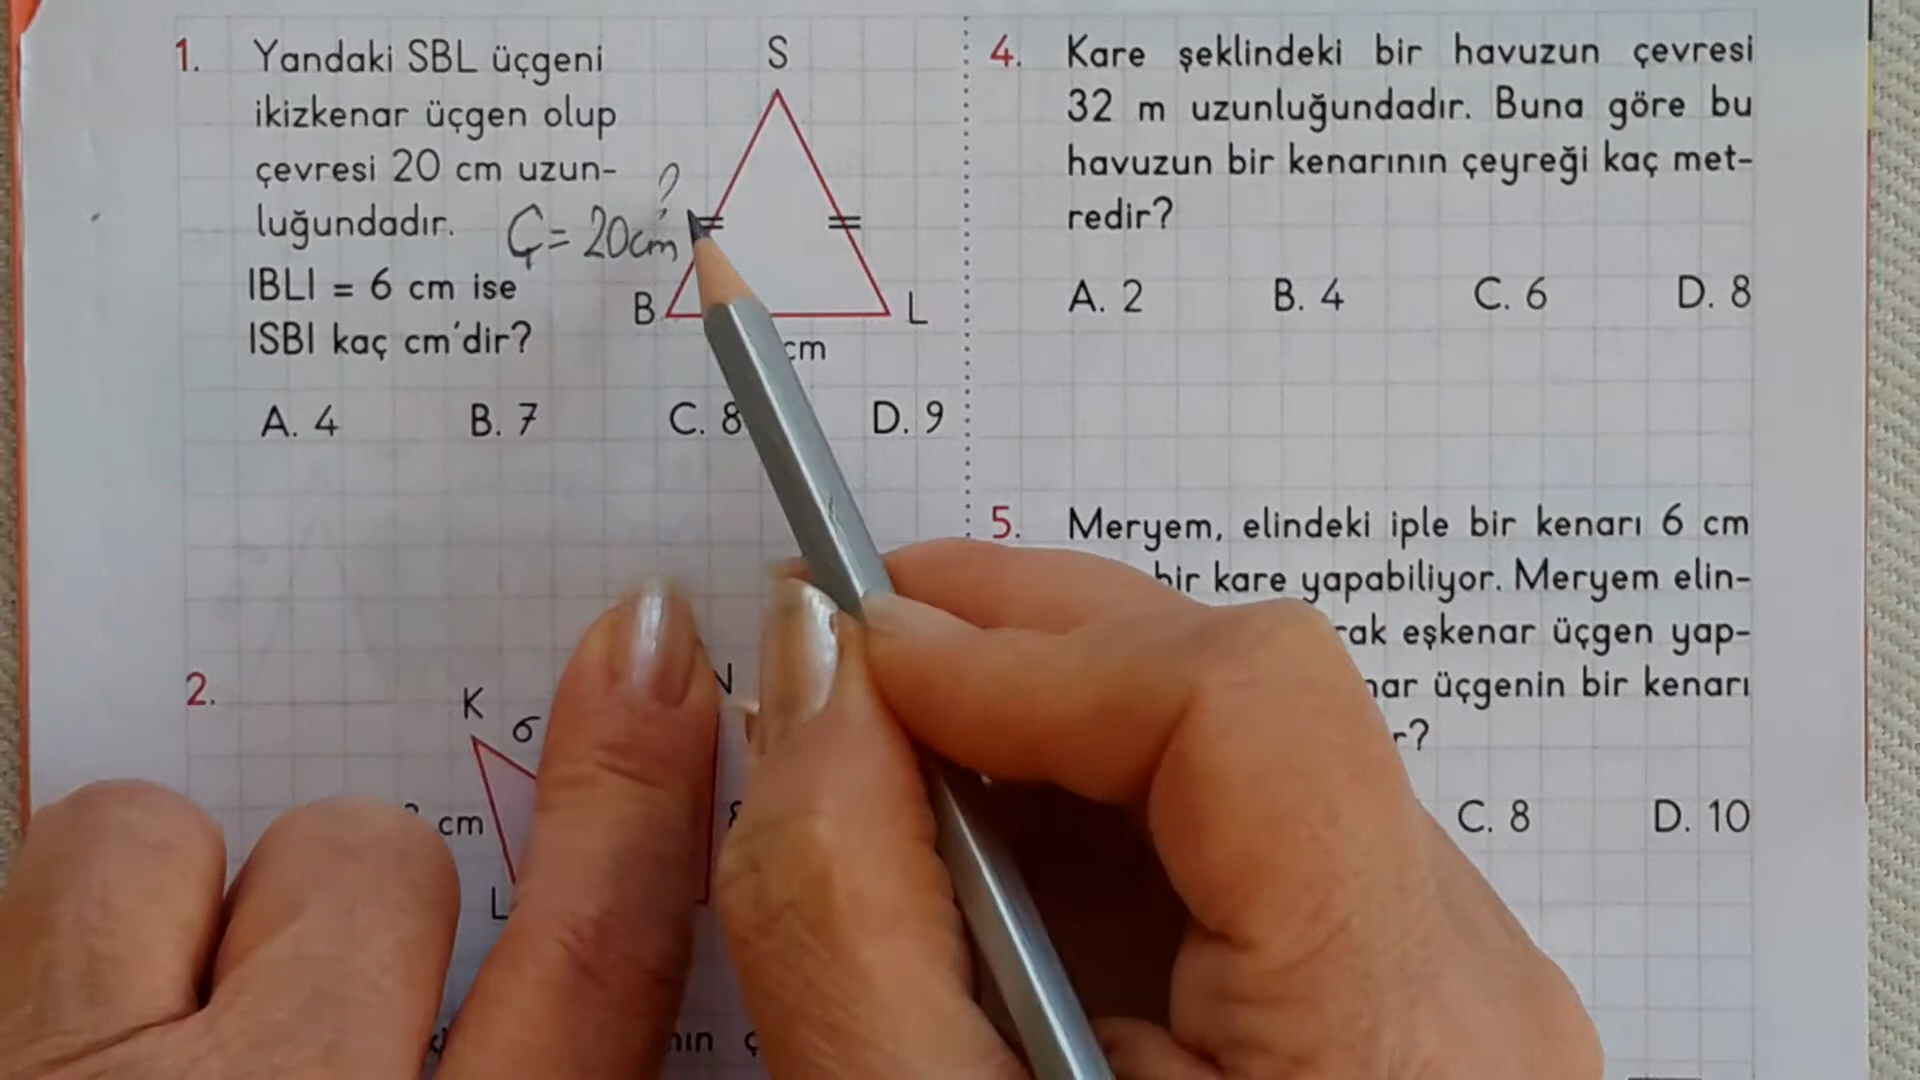 1. Yandaki SBL üçgeni
ikizkenar üçgen olup
çevresi 20 cm uzun-
luğundadır.
IBLI = 6 cm ise
ISBI kaç cm'dir?
Ç= 20cm
?
S
B
L
cm
A. 4 B. 7 C. 8 D. 9
2.
K
6
cm
L
4. Kare şeklindeki bir havuzun çevresi
32 m uzunluğundadır. Buna göre bu
havuzun bir kenarının çeyreği kaç met-
redir?
A. 2 B. 4 C. 6 D. 8
5. Meryem, elindeki iple bir kenarı 6 cm
bir kare yapabiliyor. Meryem elin-
eşkenar üçgen yap-
üçgenin bir kenarı
?
C. 8 D. 10